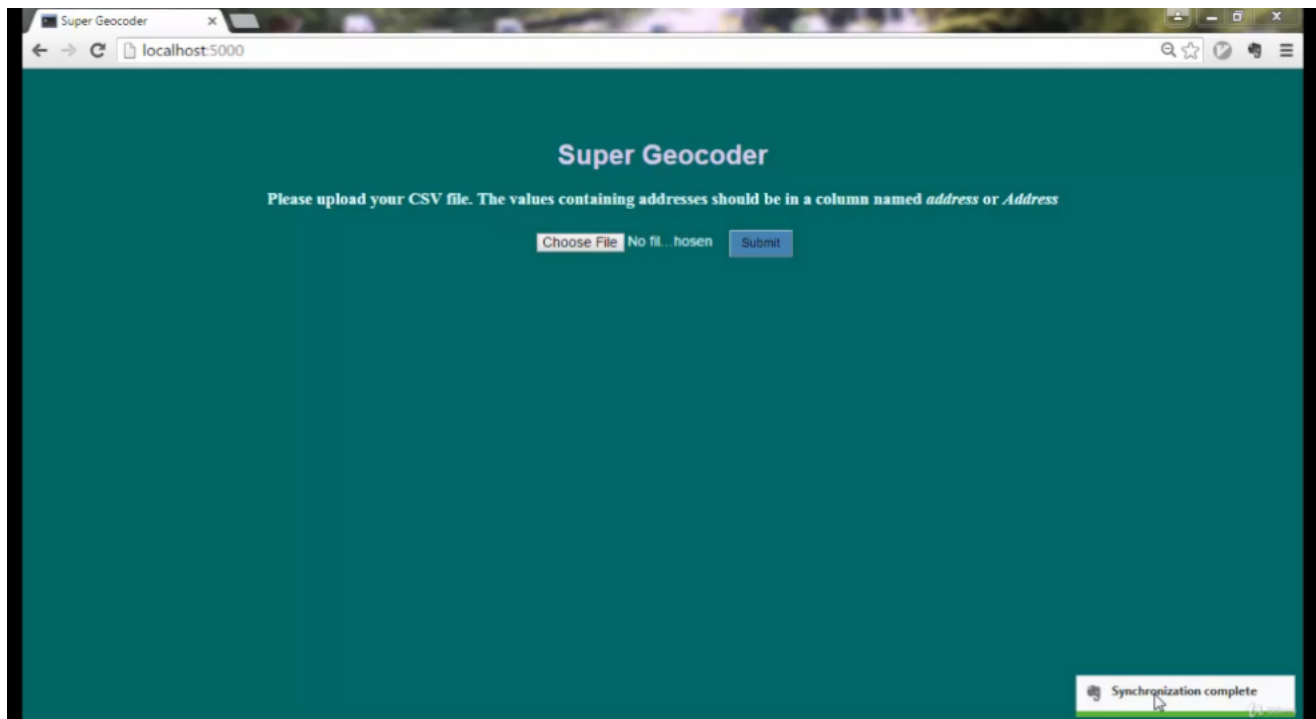 Super Geocoder
localhost:5000
Super Geocoder
Please upload your CSV file. The values containing addresses should be in a column named address or Address
Choose File No fil...hosen Submit
Synchronization complete